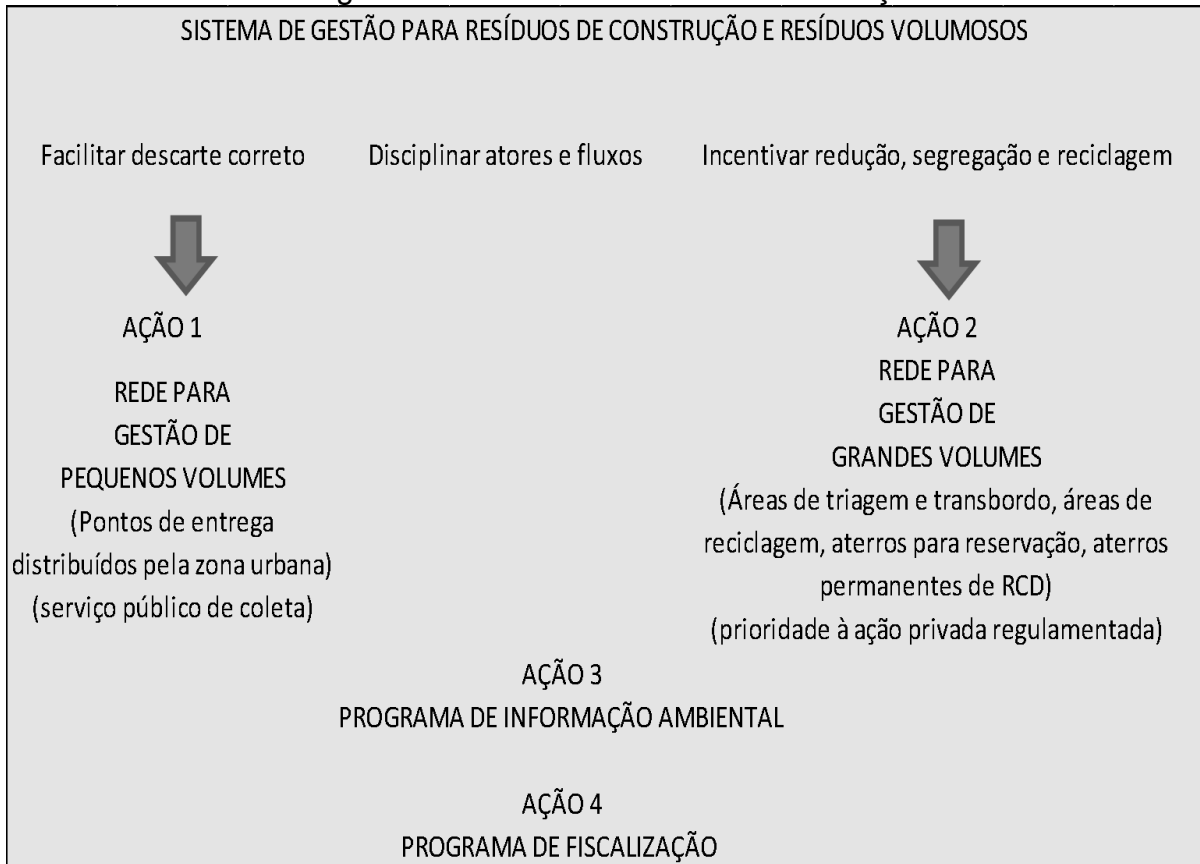 SISTEMA DE GESTÃO PARA RESÍDUOS DE CONSTRUÇÃO E RESÍDUOS VOLUMOSOS
Facilitar descarte correto
Disciplinar atores e fluxos
Incentivar redução, segregação e reciclagem
AÇÃO 1
REDE PARA
GESTÃO DE
PEQUENOS VOLUMES
(Pontos de entrega
distribuídos pela zona urbana)
(serviço público de coleta)
AÇÃO 2
REDE PARA
GESTÃO DE
GRANDES VOLUMES
(Áreas de triagem e transbordo, áreas de
reciclagem, aterros para reservação, aterros
permanentes de RCD)
(prioridade à ação privada regulamentada)
AÇÃO 3
PROGRAMA DE INFORMAÇÃO AMBIENTAL
AÇÃO 4
PROGRAMA DE FISCALIZAÇÃO